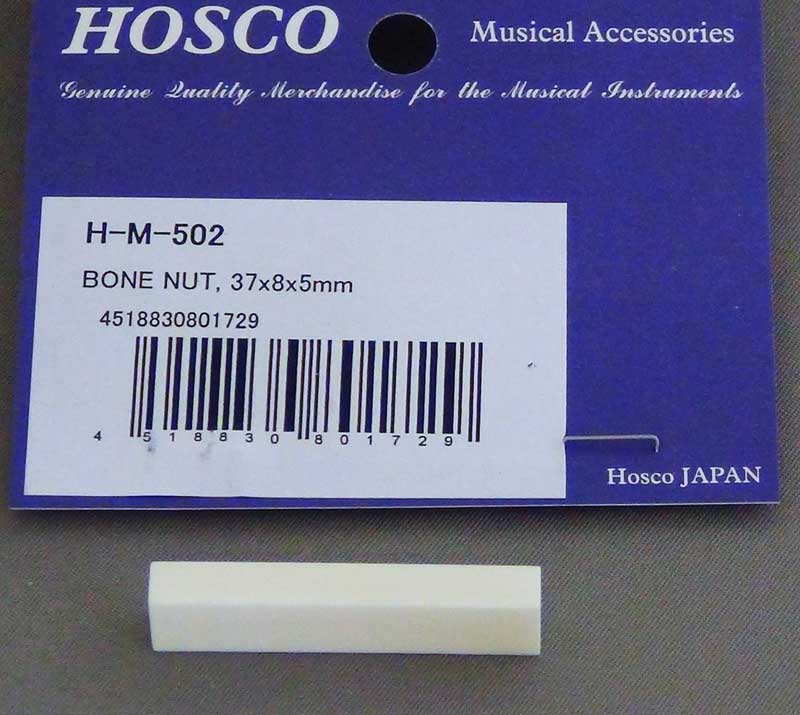 HOSCO
Musical Accessories
Genuine Quality Merchandise for the Musical Instruments
H-M-502
BONE NUT, 37x8x5mm
4518830801729
4 518830 801729
Hosco JAPAN